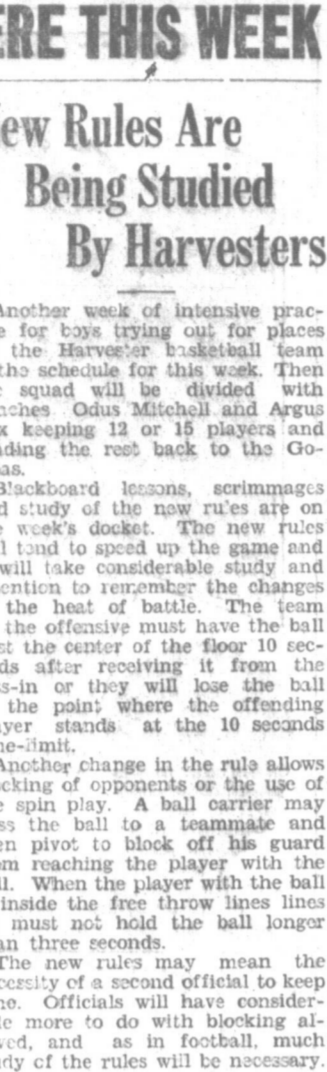 ERE THIS WEEK
ew Rules Are
Being Studied
By Harvesters
Another week of intensive prac-
e for boys trying out for places
the Harvester basketball team
the schedule for this week. Then
squad will be divided with
ches Odus Mitchell and Argus
x keeping 12 or 15 players and
ding the rest back to the Go-
as.
Blackboard lessons, scrimmages
d study of the new rules are on
e week's docket. The new rules
l tend to speed up the game and
will take considerable study and
ention to remember the changes
the heat of battle. The team
the offensive must have the ball
st the center of the floor 10 sec-
ds after receiving it from the
s-in or they will lose the ball
the point where the offending
yer stands at the 10 seconds
e-limit.
Another change in the rule allows
cking of opponents or the use of
e spin play. A ball carrier may
ss the ball to a teammate and
en pivot to block off his guard
om reaching the player with the
l. When the player with the ball
inside the free throw lines lines
must not hold the ball longer
an three seconds.
The new rules may mean the
cessity of a second official to keep
e. Officials will have consider-
le more to do with blocking al-
ved, and as in football, much
dy of the rules will be necessary.